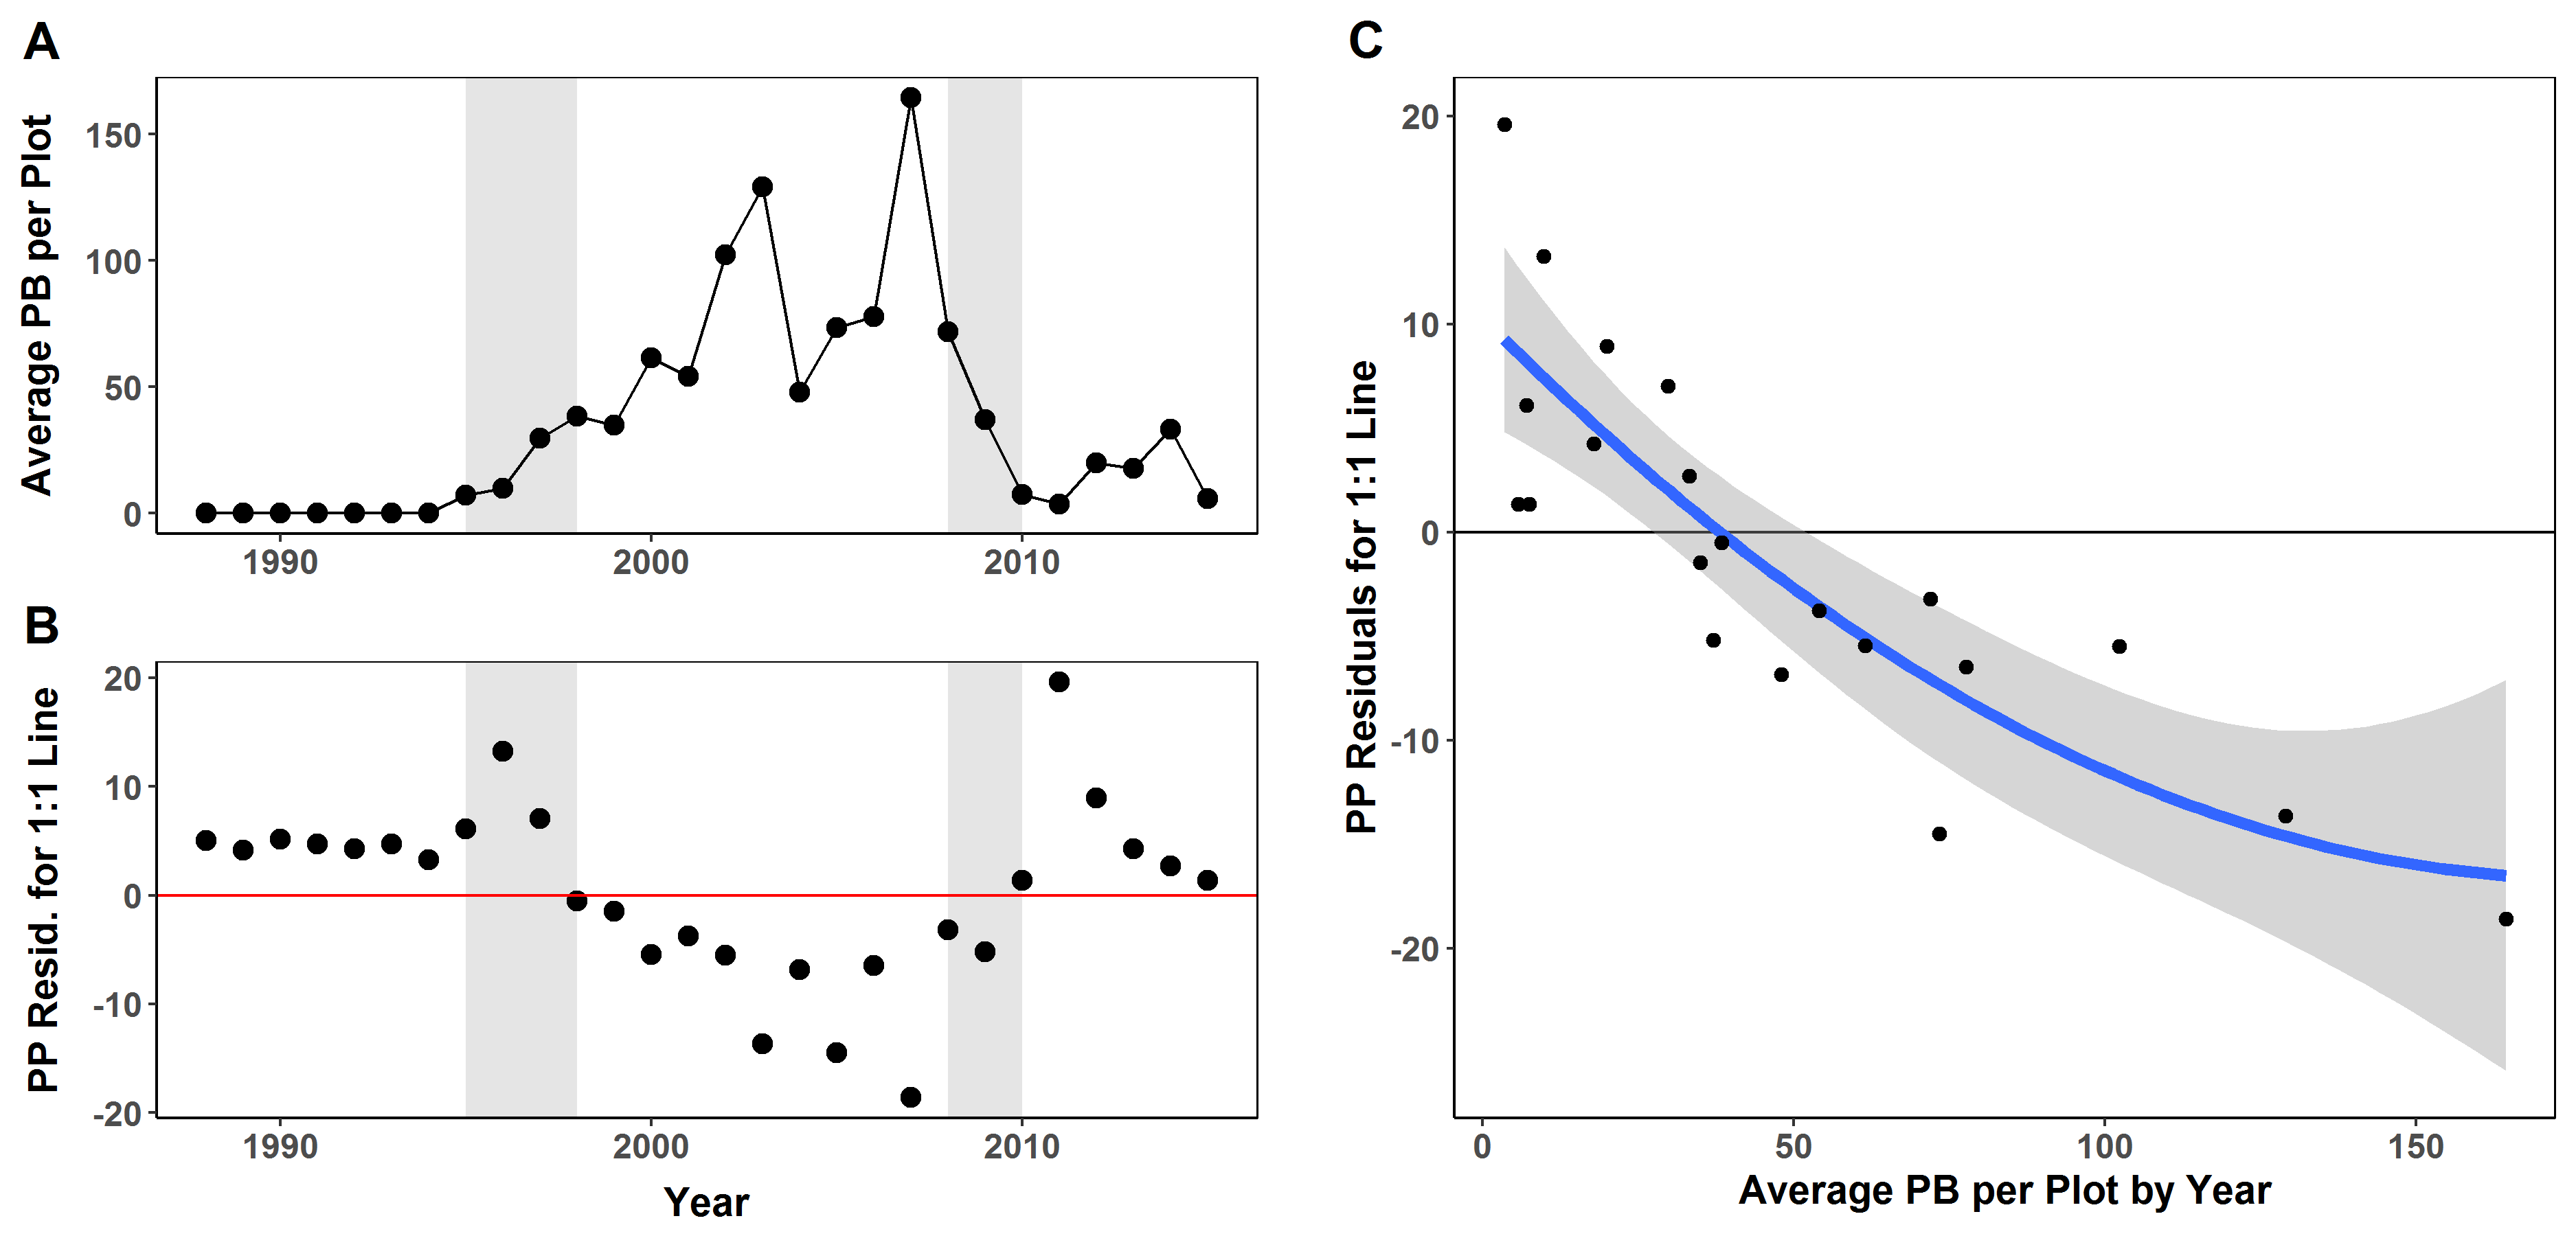 A
Average PB per Plot
150
100
50
0
1990 2000 2010
B
PP Resid. for 1:1 Line
20
10
0
-10
-20
1990 2000 2010
Year
C
PP Residuals for 1:1 Line
20
10
0
-10
-20
0 50 100 150
Average PB per Plot by Year